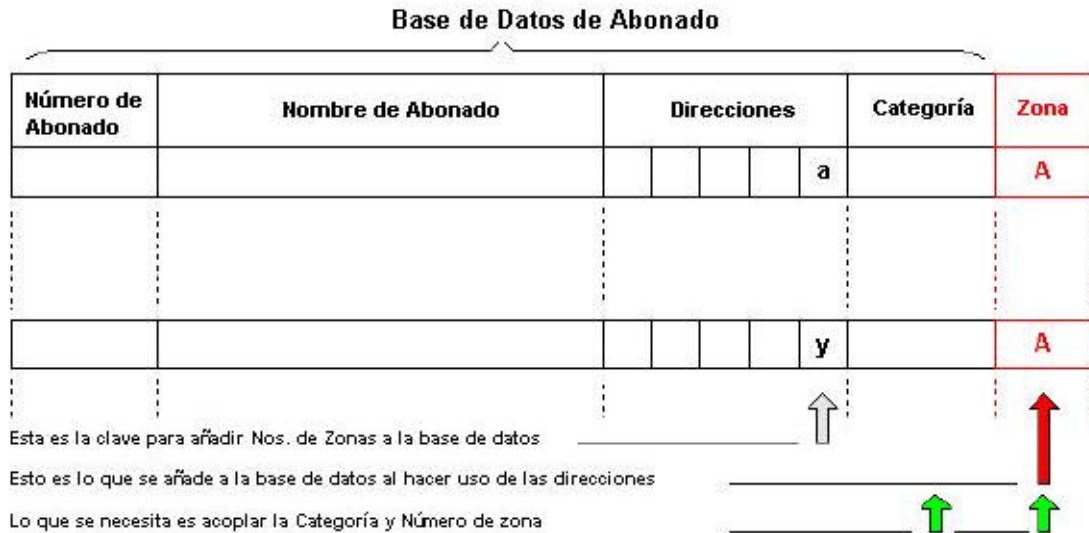 Base de Datos de Abonado
Número de Abonado Nombre de Abonado Direcciones Categoría Zona
a A
y A
Esta es la clave para añadir Nos. de Zonas a la base de datos
Esto es lo que se añade a la base de datos al hacer uso de las direcciones
Lo que se necesita es acoplar la Categoría y Número de zona